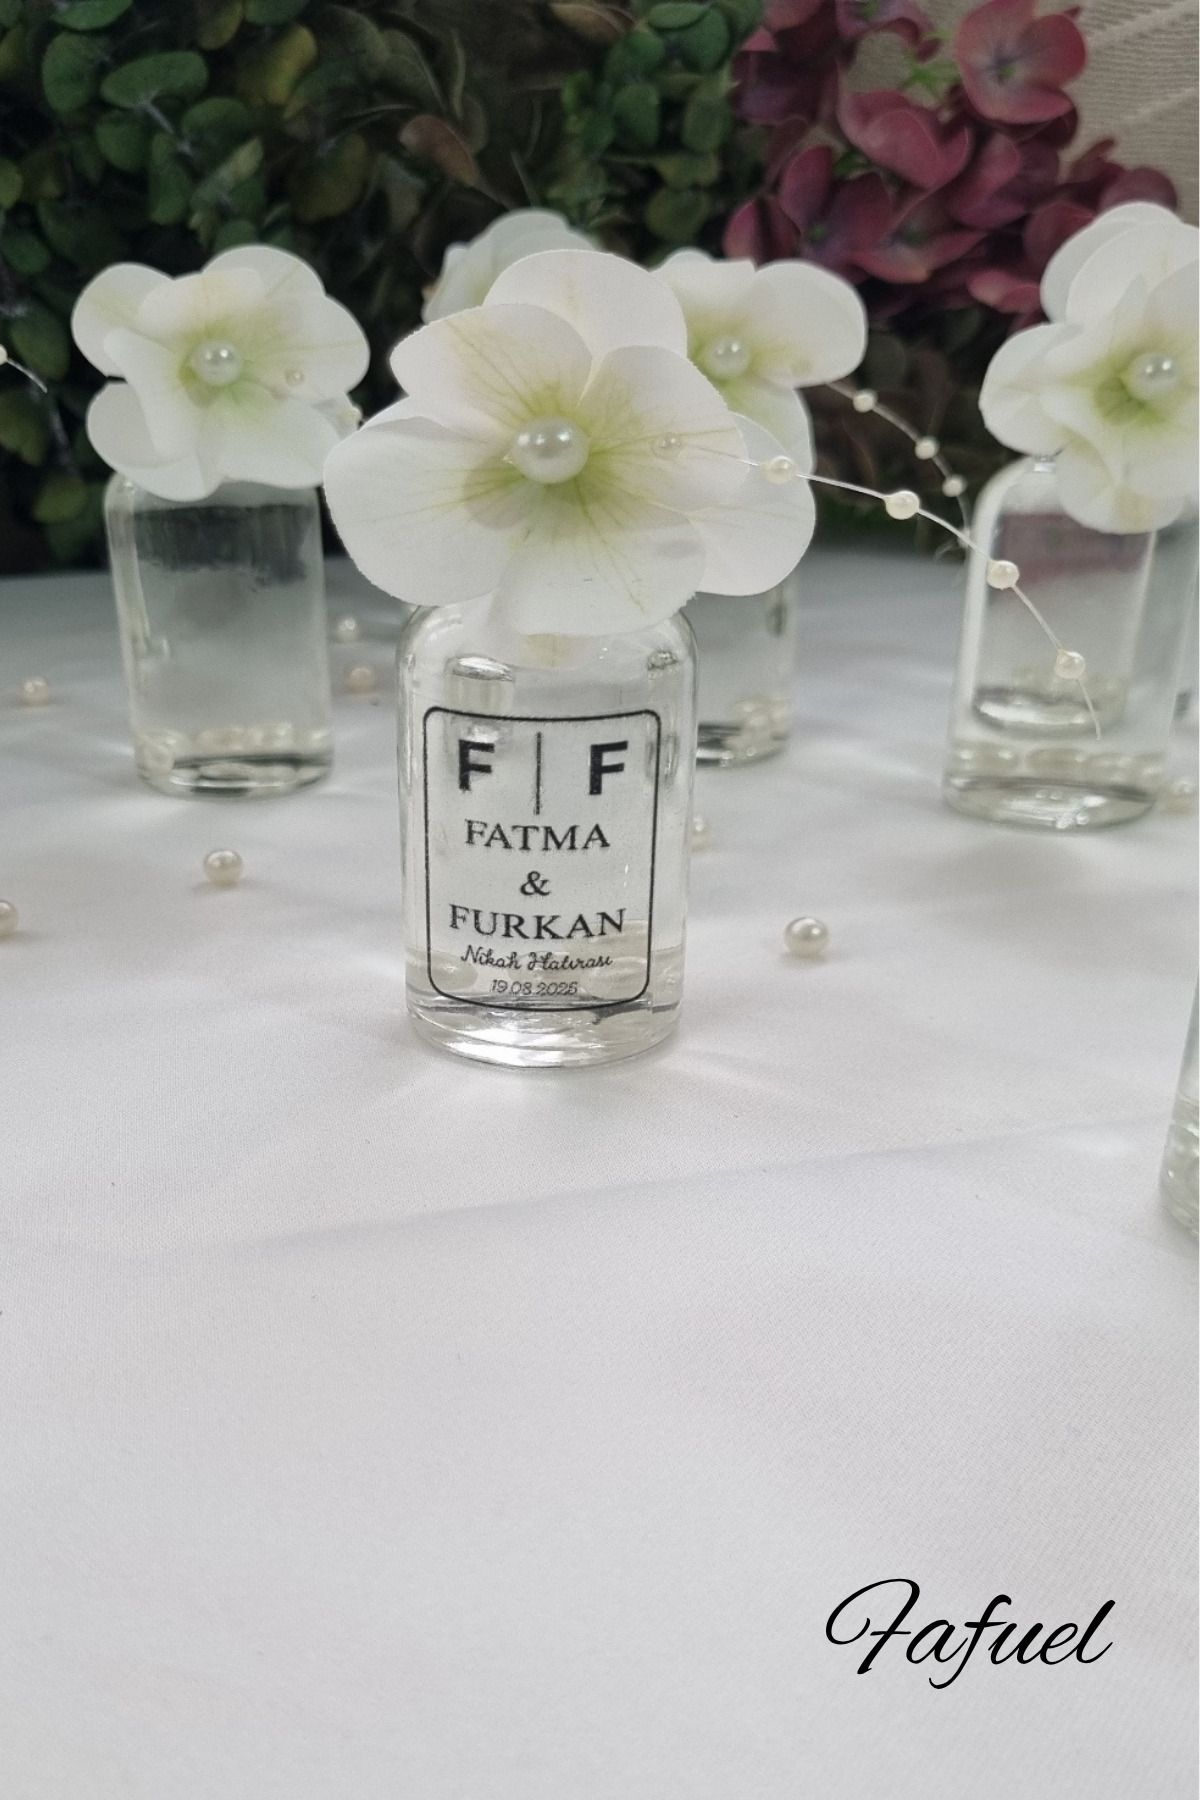 F | F
FATMA
&
FURKAN
Nikah Hatırası
19.08.2025
Fafuel